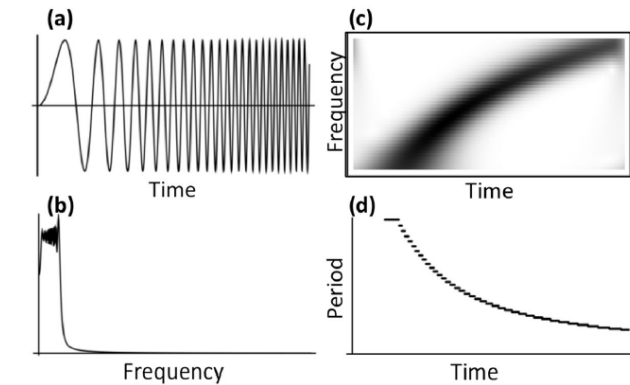 (a)
Time
(b)
Frequency
(c)
Frequency
Time
(d)
Period
Time